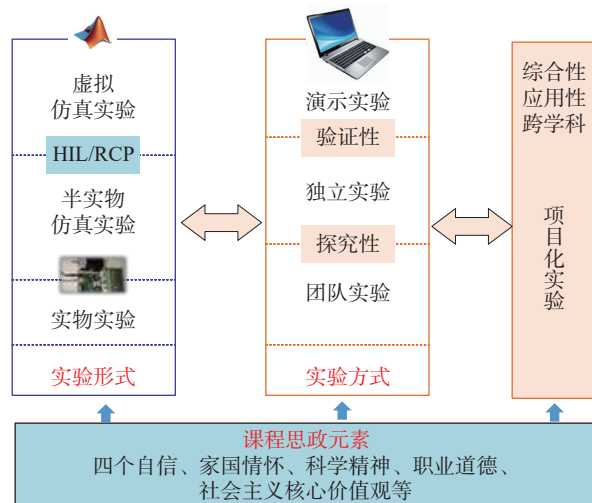 虚拟
仿真实验
HIL/RCP
半实物
仿真实验
实物实验
实验形式
演示实验
验证性
独立实验
探究性
团队实验
实验方式
综合性
应用性
跨学科
项目化实验
课程思政元素
四个自信、家国情怀、科学精神、职业道德、
社会主义核心价值观等